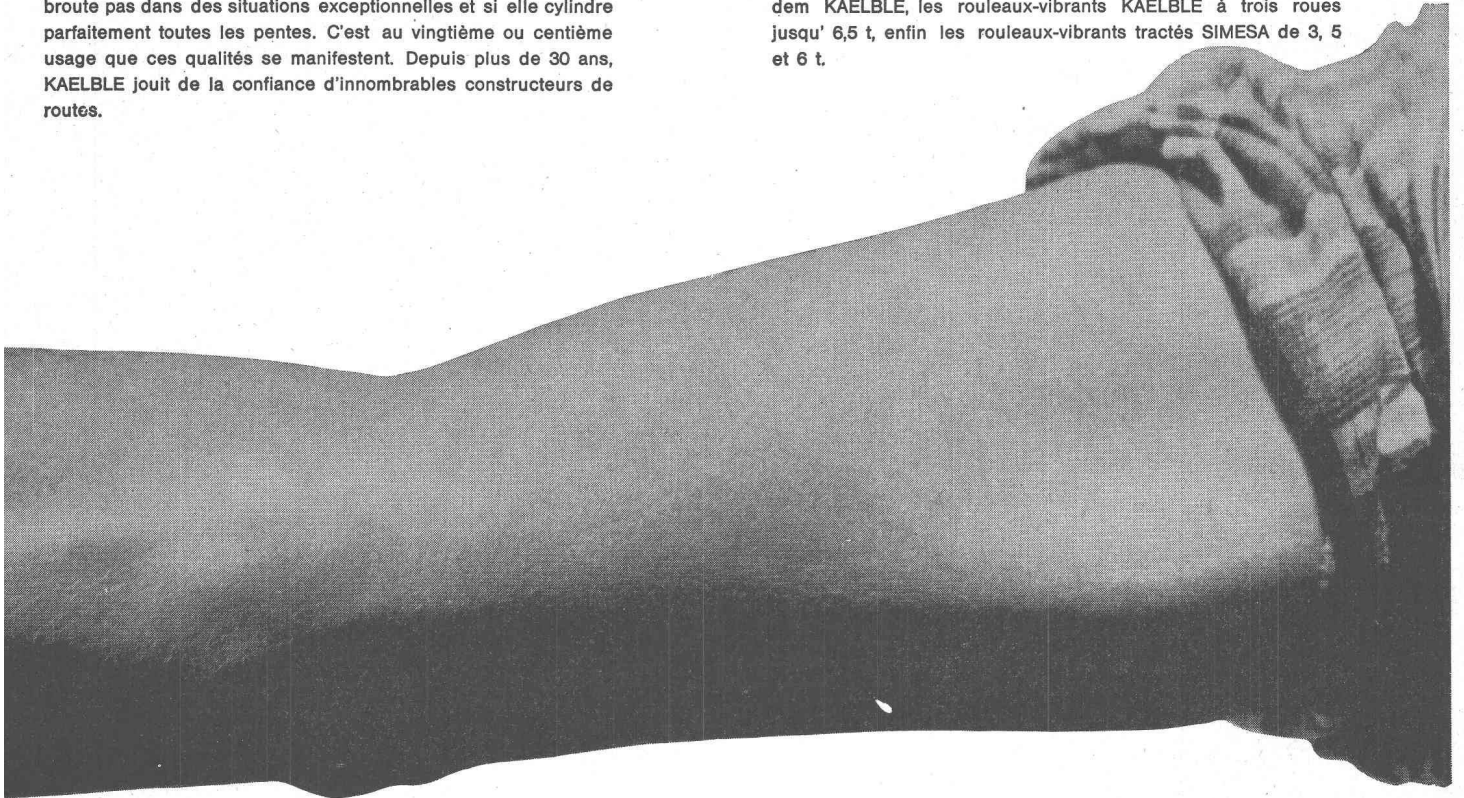 broute pas dans des situations exceptionnelles et si elle cylindre
parfaitement toutes les pentes. C'est au vingtième ou centième
usage que ces qualités se manifestent. Depuis plus de 30 ans,
KAELBLE jouit de la confiance d'innombrables constructeurs de
routes.
dem KAELBLE, les rouleaux-vibrants KAELBLE à trois roues
jusqu' 6,5 t, enfin les rouleaux-vibrants tractés SIMESA de 3, 5
et 6 t.